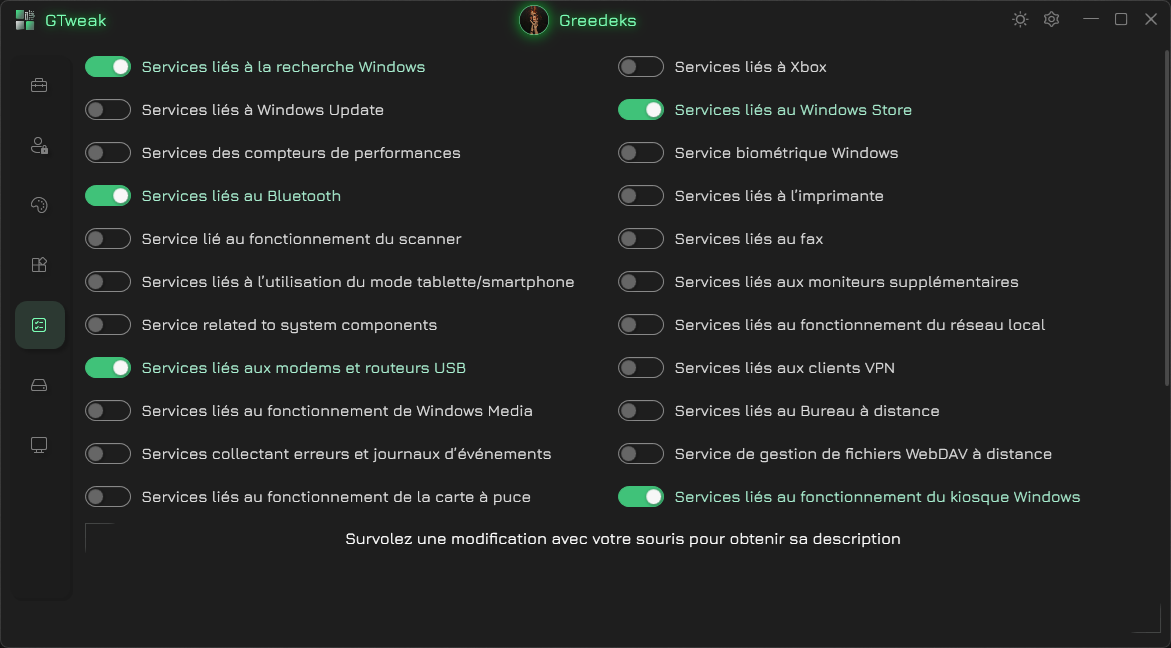 GTweak
Greedeks
Services liés à la recherche Windows
Services liés à Xbox
Services liés à Windows Update
Services liés au Windows Store
Services des compteurs de performances
Service biométrique Windows
Services liés au Bluetooth
Services liés à l'imprimante
Service lié au fonctionnement du scanner
Services liés au fax
Services liés à l'utilisation du mode tablette/smartphone
Services liés aux moniteurs supplémentaires
Service related to system components
Services liés au fonctionnement du réseau local
Services liés aux modems et routeurs USB
Services liés aux clients VPN
Services liés au fonctionnement de Windows Media
Services liés au Bureau à distance
Services collectant erreurs et journaux d'événements
Service de gestion de fichiers WebDAV à distance
Services liés au fonctionnement de la carte à puce
Services liés au fonctionnement du kiosque Windows
Survolez une modification avec votre souris pour obtenir sa description